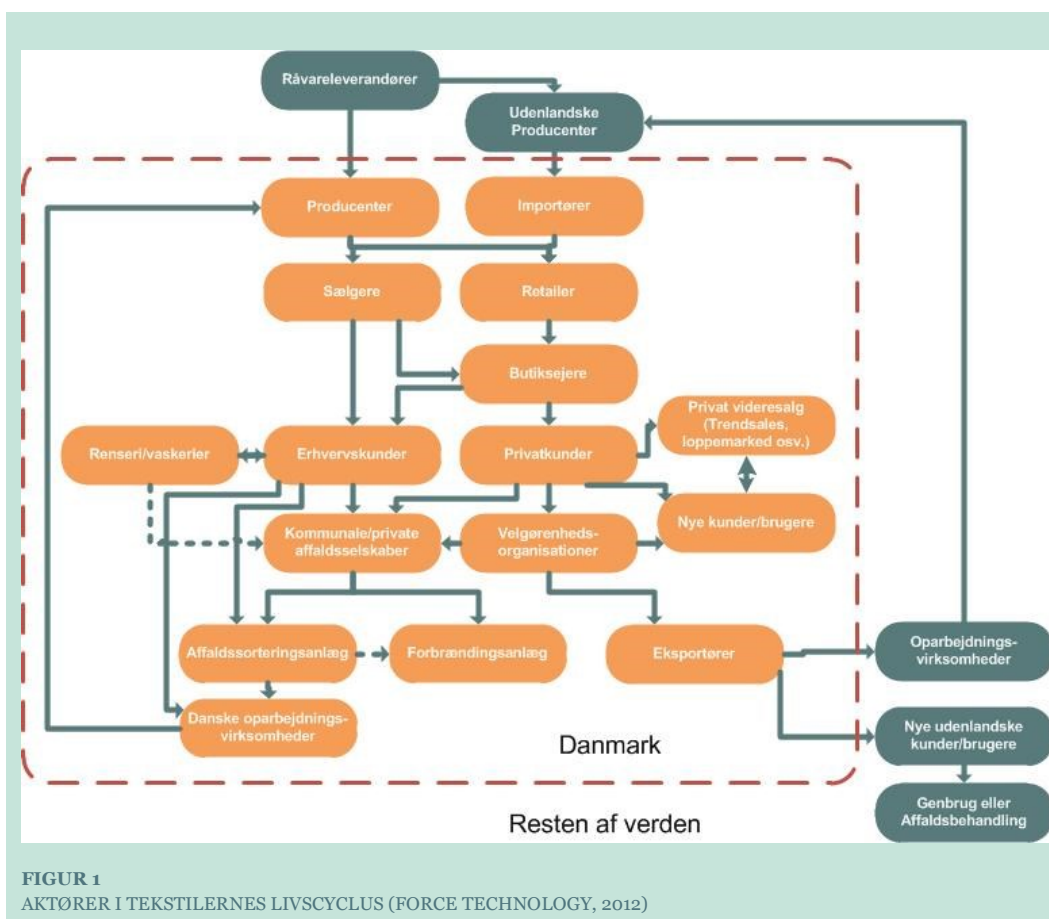 Råvareleverandører
Udenlandske
Producenter
Producenter
Importører
Sælgere
Retailer
Butiksejere
Privat videresalg
(Trendsales,
loppemarked osv.)
Renseri/vaskerier
Erhvervskunder
Privatkunder
Nye kunder/brugere
Kommunale/private
affaldsselskaber
Velgørenheds-
organisationer
Affaldssorteringsanlæg
Forbrændingsanlæg
Eksportører
Oparbejdnings-
virksomheder
Danske oparbejdnings-
virksomheder
Nye udenlandske
kunder/brugere
Danmark
Genbrug eller
Affaldsbehandling
Resten af verden
FIGUR 1
AKTØRER I TEKSTILERNES LIVSCYCLUS (FORCE TECHNOLOGY, 2012)